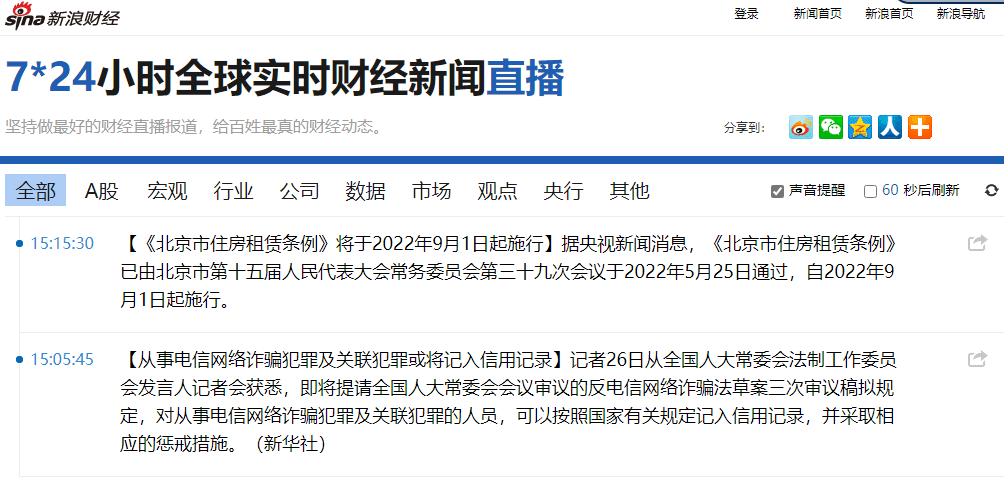 sina新浪财经
登录 新闻首页 新浪首页 新浪导航
7*24小时全球实时财经新闻直播
坚持做最好的财经直播报道，给百姓最真的财经动态。
分享到：
全部 A股 宏观 行业 公司 数据 市场 观点 央行 其他
声音提醒 60 秒后刷新
15:15:30
【《北京市住房租赁条例》将于2022年9月1日起施行】据央视新闻消息，《北京市住房租赁条例》
已由北京市第十五届人民代表大会常务委员会第三十九次会议于2022年5月25日通过，自2022年9
月1日起施行。
15:05:45
【从事电信网络诈骗犯罪及关联犯罪或将记入信用记录】记者26日从全国人大常委会法制工作委员
会发言人记者会获悉，即将提请全国人大常委会会议审议的反电信网络诈骗法草案三次审议稿拟规
定，对从事电信网络诈骗犯罪及关联犯罪的人员，可以按照国家有关规定记入信用记录，并采取相
应的惩戒措施。（新华社）